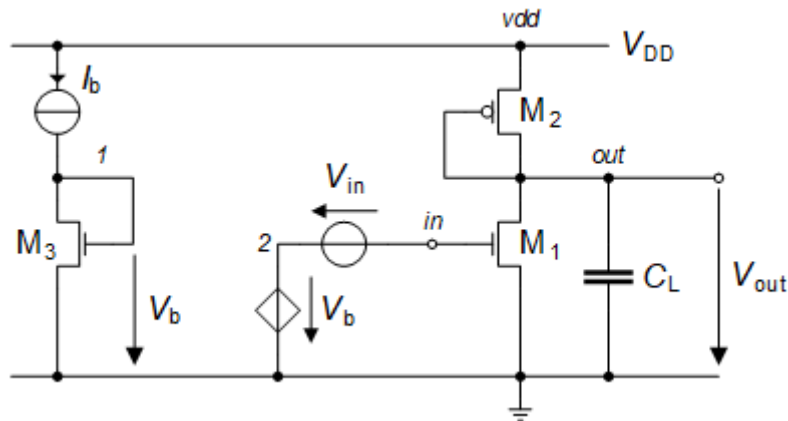 vdd
V_DD
I_b
M_2
1
out
V_in
in
M_3
2
M_1
V_b
V_b
C_L
V_out